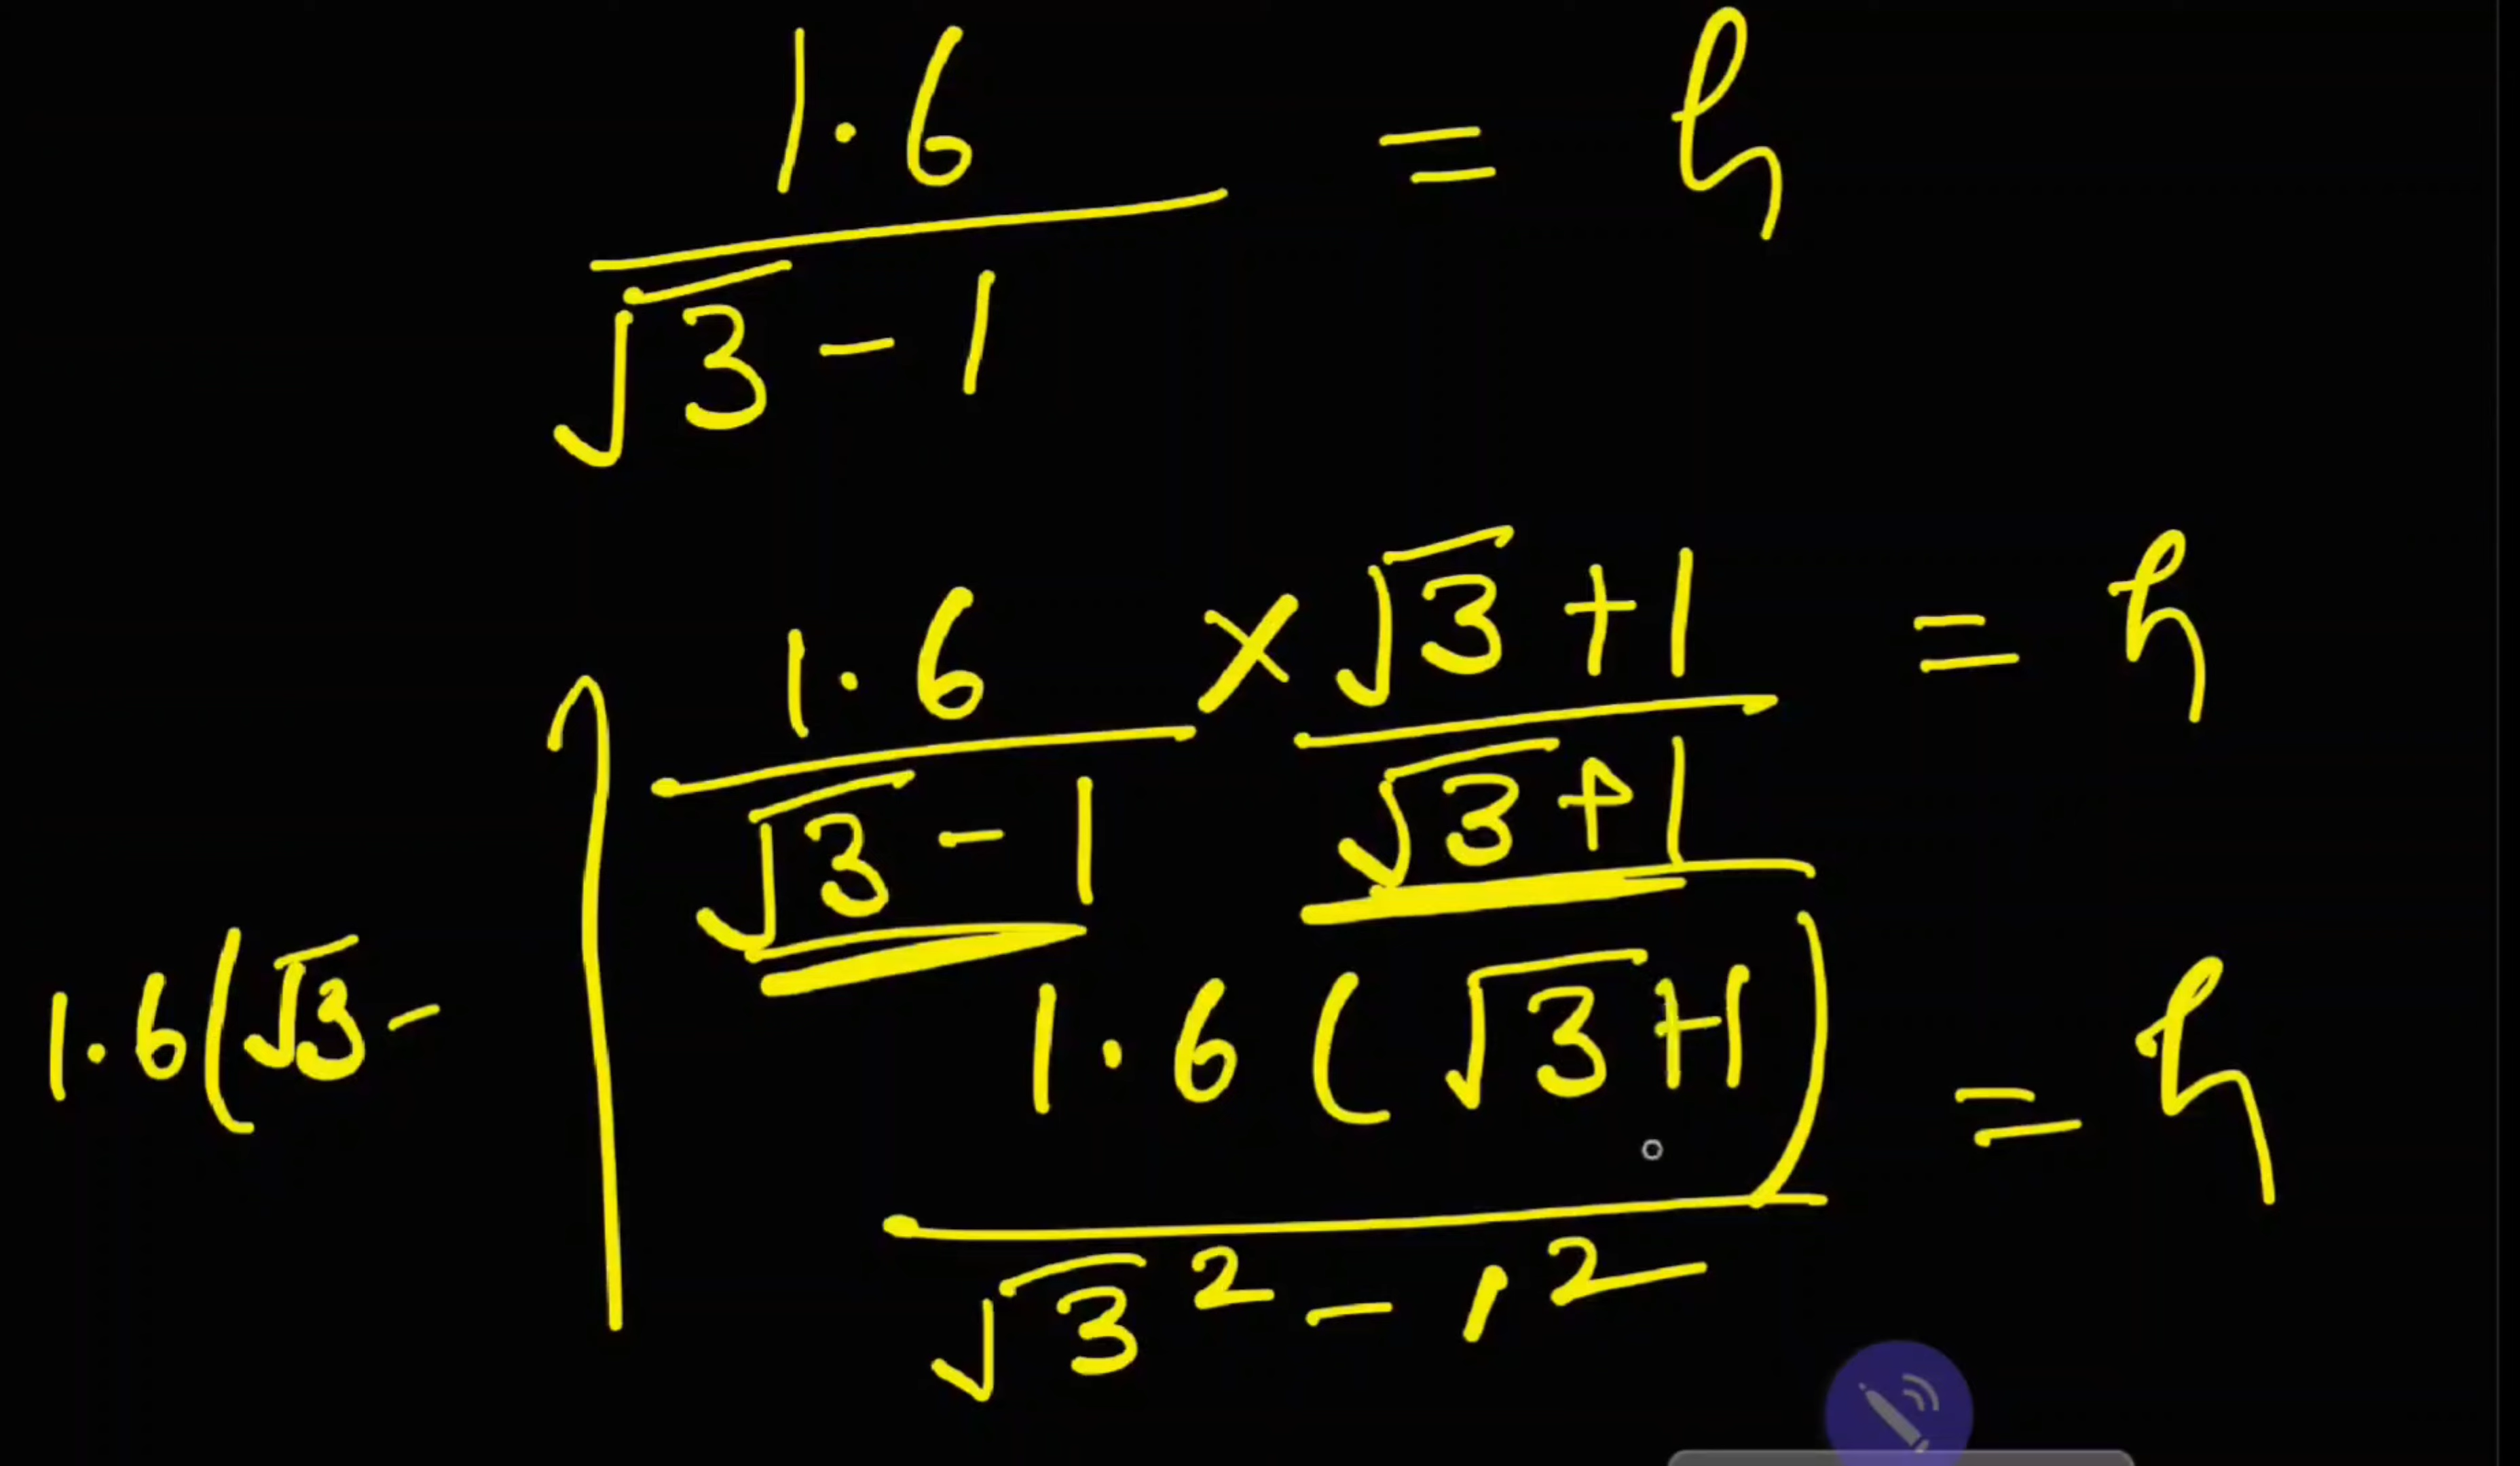 1.6 / √3 - 1 = h
1.6 / √3 - 1 × √3 + 1 / √3 + 1 = h
1.6(√3 -
1.6(√3+1) / √3² - 1² = h